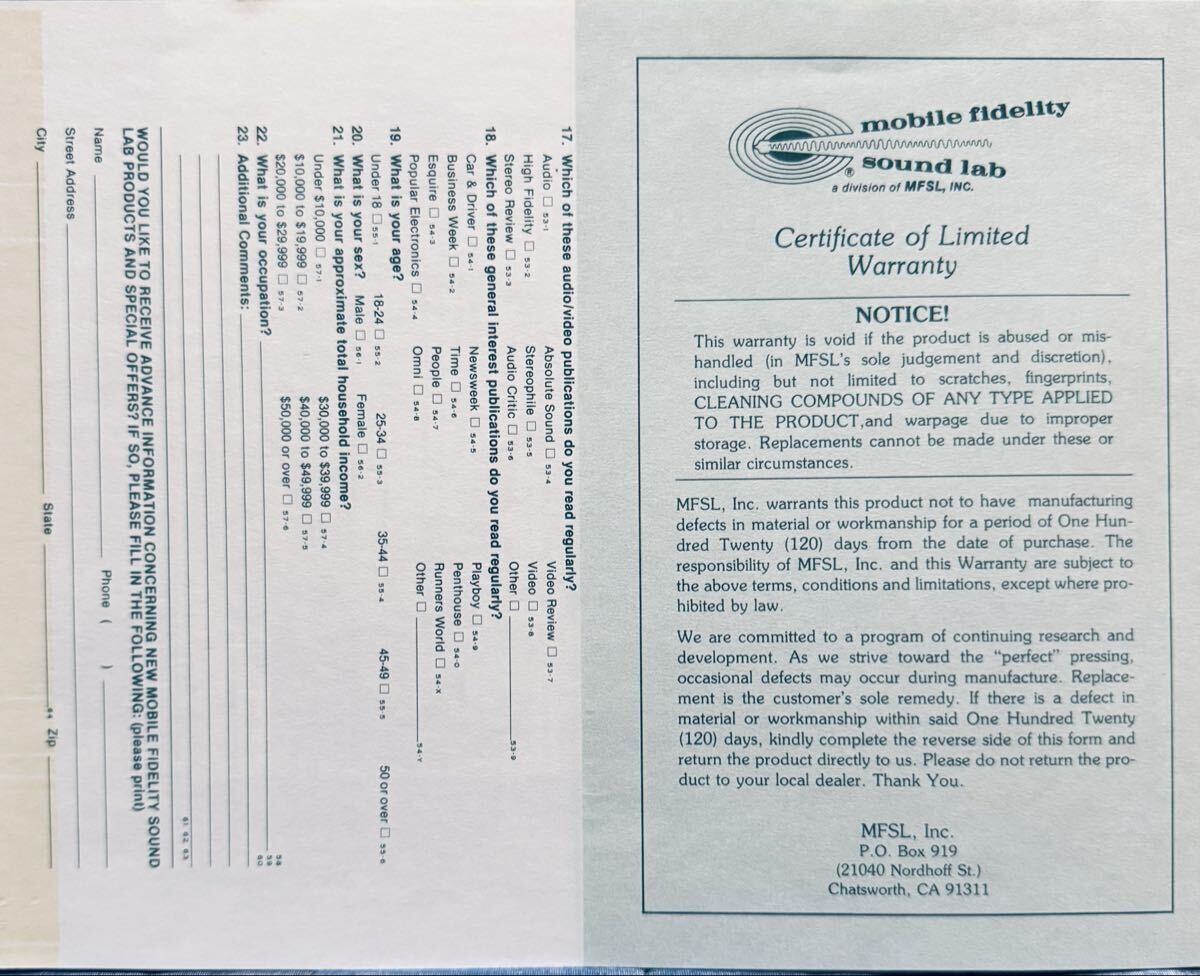 17. Which of these audio/video publications do you read regularly?
Audio □ 53-1 Absolute Sound □ 53-4 Video Review □ 53-7
High Fidelity □ 53-2 Stereophile □ 53-5 Video □ 53-8
Stereo Review □ 53-3 Audio Critic □ 53-6 Other □ ____ 53-9
18. Which of these general interest publications do you read regularly?
Car & Driver □ 54-1 Newsweek □ 54-5 Playboy □ 54-9
Business Week □ 54-2 Time □ 54-6 Penthouse □ 54-0
Esquire □ 54-3 People □ 54-7 Runners World □ 54-X
Popular Electronics □ 54-4 Omni □ 54-8 Other □ ____ 54-Y
19. What is your age?
Under 18 □ 55-1 18-24 □ 55-2 25-34 □ 55-3 35-44 □ 55-4 45-49 □ 55-5 50 or over □ 55-6
20. What is your sex? Male □ 56-1 Female □ 56-2
21. What is your approximate total household income?
Under $10,000 □ 57-1 $30,000 to $39,999 □ 57-4
$10,000 to $19,999 □ 57-2 $40,000 to $49,999 □ 57-5
$20,000 to $29,999 □ 57-3 $50,000 or over □ 57-6
58
59
22. What is your occupation? ____ 60
23. Additional Comments: ____
61 62 63
WOULD YOU LIKE TO RECEIVE ADVANCE INFORMATION CONCERNING NEW MOBILE FIDELITY SOUND
LAB PRODUCTS AND SPECIAL OFFERS? IF SO, PLEASE FILL IN THE FOLLOWING: (please print)
Name ____ Phone ( ) ____
Street Address ____
City ____ State ____ 64 Zip ____
mobile fidelity
® sound lab
a division of MFSL, INC.
Certificate of Limited
Warranty
NOTICE!
This warranty is void if the product is abused or mis-
handled (in MFSL's sole judgement and discretion),
including but not limited to scratches, fingerprints,
CLEANING COMPOUNDS OF ANY TYPE APPLIED
TO THE PRODUCT,and warpage due to improper
storage. Replacements cannot be made under these or
similar circumstances.
MFSL, Inc. warrants this product not to have manufacturing
defects in material or workmanship for a period of One Hun-
dred Twenty (120) days from the date of purchase. The
responsibility of MFSL, Inc. and this Warranty are subject to
the above terms, conditions and limitations, except where pro-
hibited by law.
We are committed to a program of continuing research and
development. As we strive toward the "perfect" pressing,
occasional defects may occur during manufacture. Replace-
ment is the customer's sole remedy. If there is a defect in
material or workmanship within said One Hundred Twenty
(120) days, kindly complete the reverse side of this form and
return the product directly to us. Please do not return the pro-
duct to your local dealer. Thank You.
MFSL, Inc.
P.O. Box 919
(21040 Nordhoff St.)
Chatsworth, CA 91311